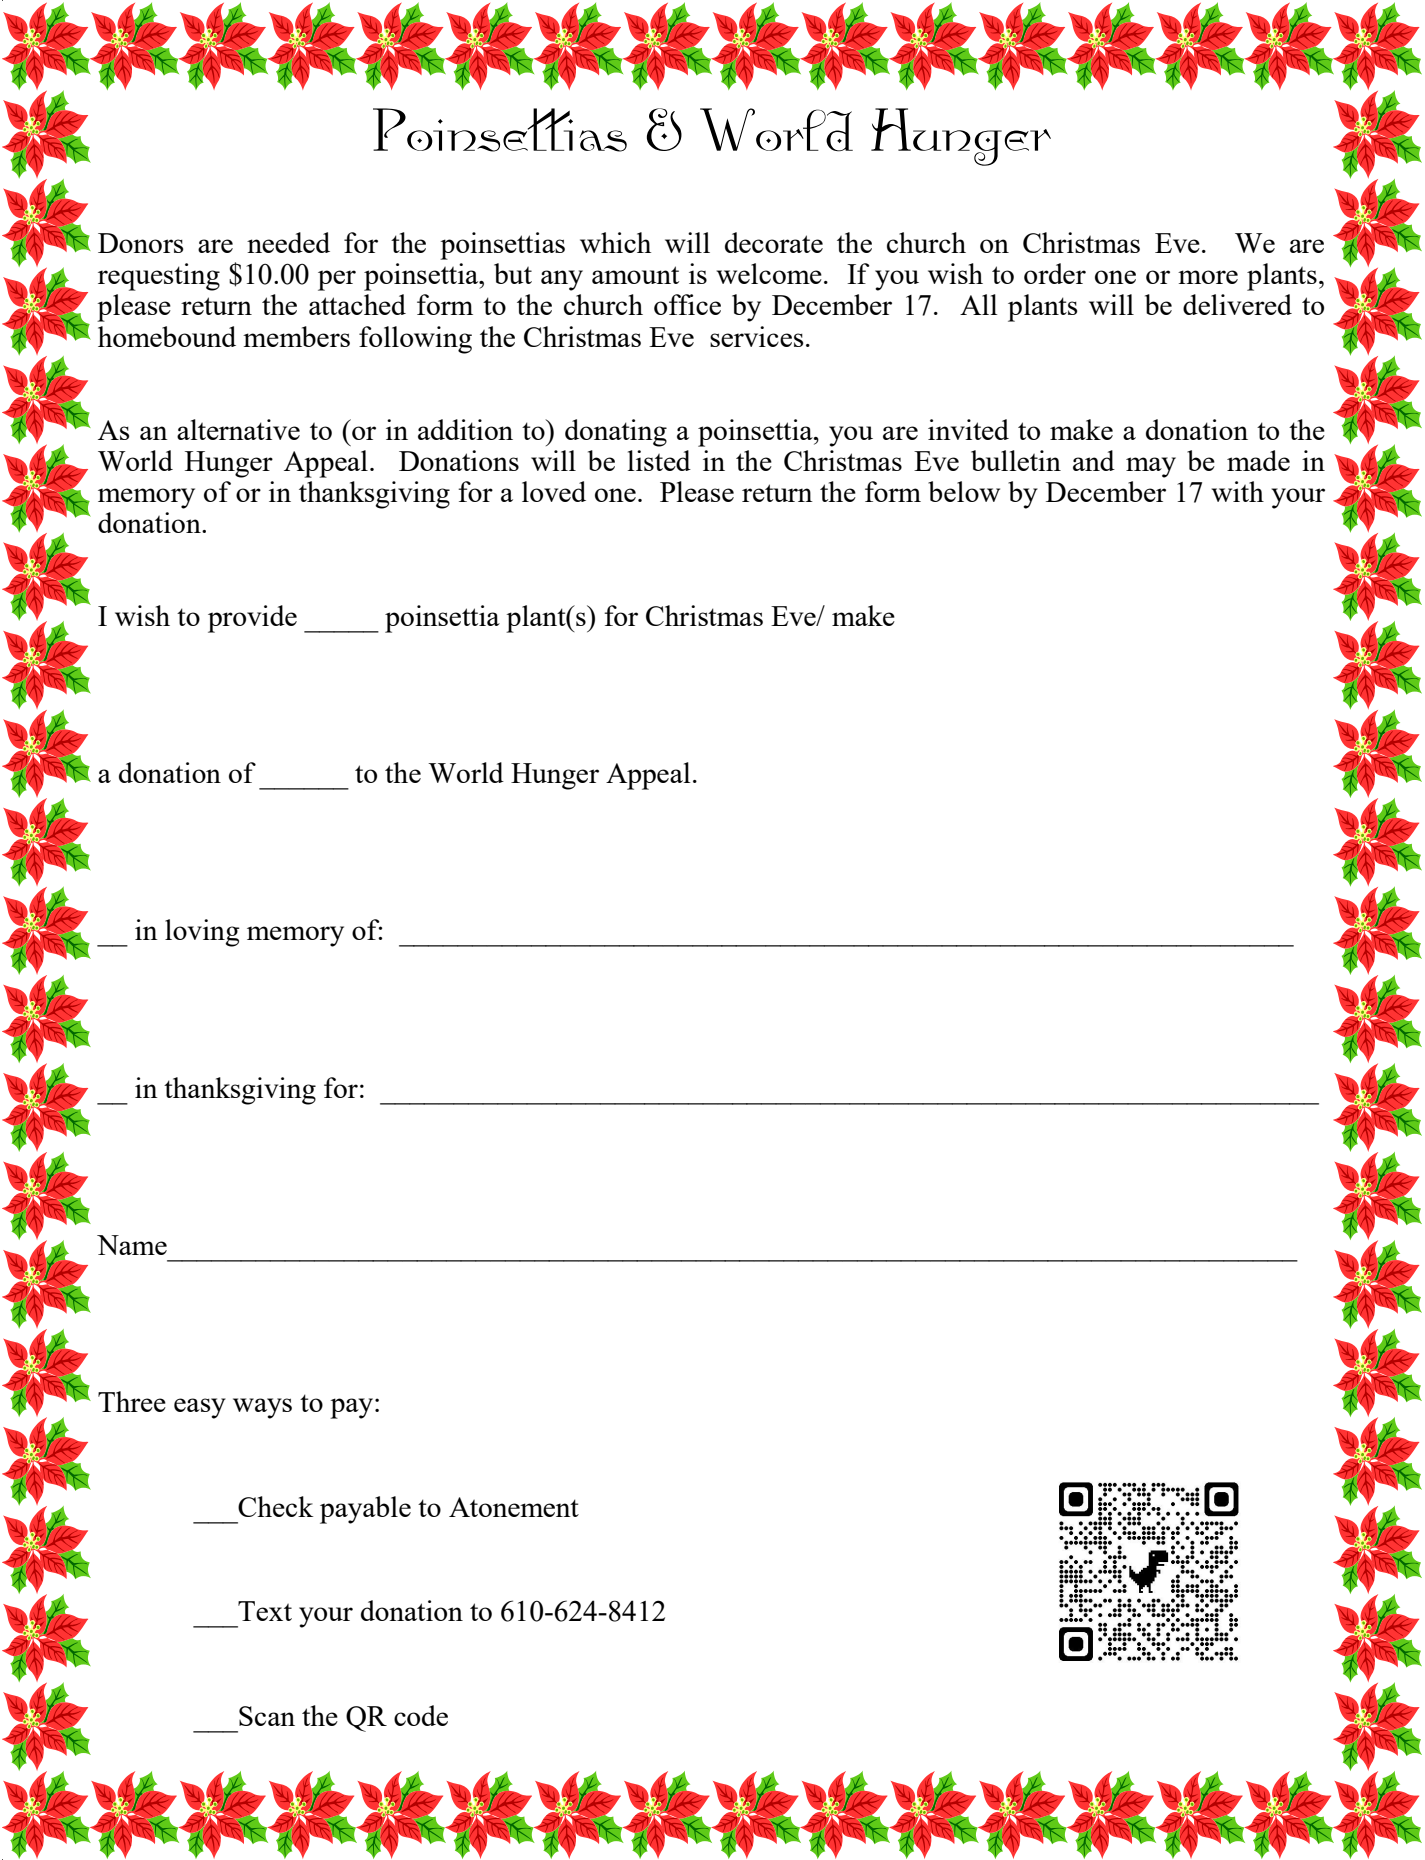 Poinsettias & World Hunger
Donors are needed for the poinsettias which will decorate the church on Christmas Eve.  We are
requesting $10.00 per poinsettia, but any amount is welcome.  If you wish to order one or more plants,
please return the attached form to the church office by December 17.  All plants will be delivered to
homebound members following the Christmas Eve  services.
As an alternative to (or in addition to) donating a poinsettia, you are invited to make a donation to the
World Hunger Appeal.  Donations will be listed in the Christmas Eve bulletin and may be made in
memory of or in thanksgiving for a loved one.  Please return the form below by December 17 with your
donation.
I wish to provide _____ poinsettia plant(s) for Christmas Eve/ make
a donation of ______ to the World Hunger Appeal.
__ in loving memory of:  _____________________________________________________________
__ in thanksgiving for:  ________________________________________________________________
Name_____________________________________________________________________________
Three easy ways to pay:
___Check payable to Atonement
___Text your donation to 610-624-8412
___Scan the QR code